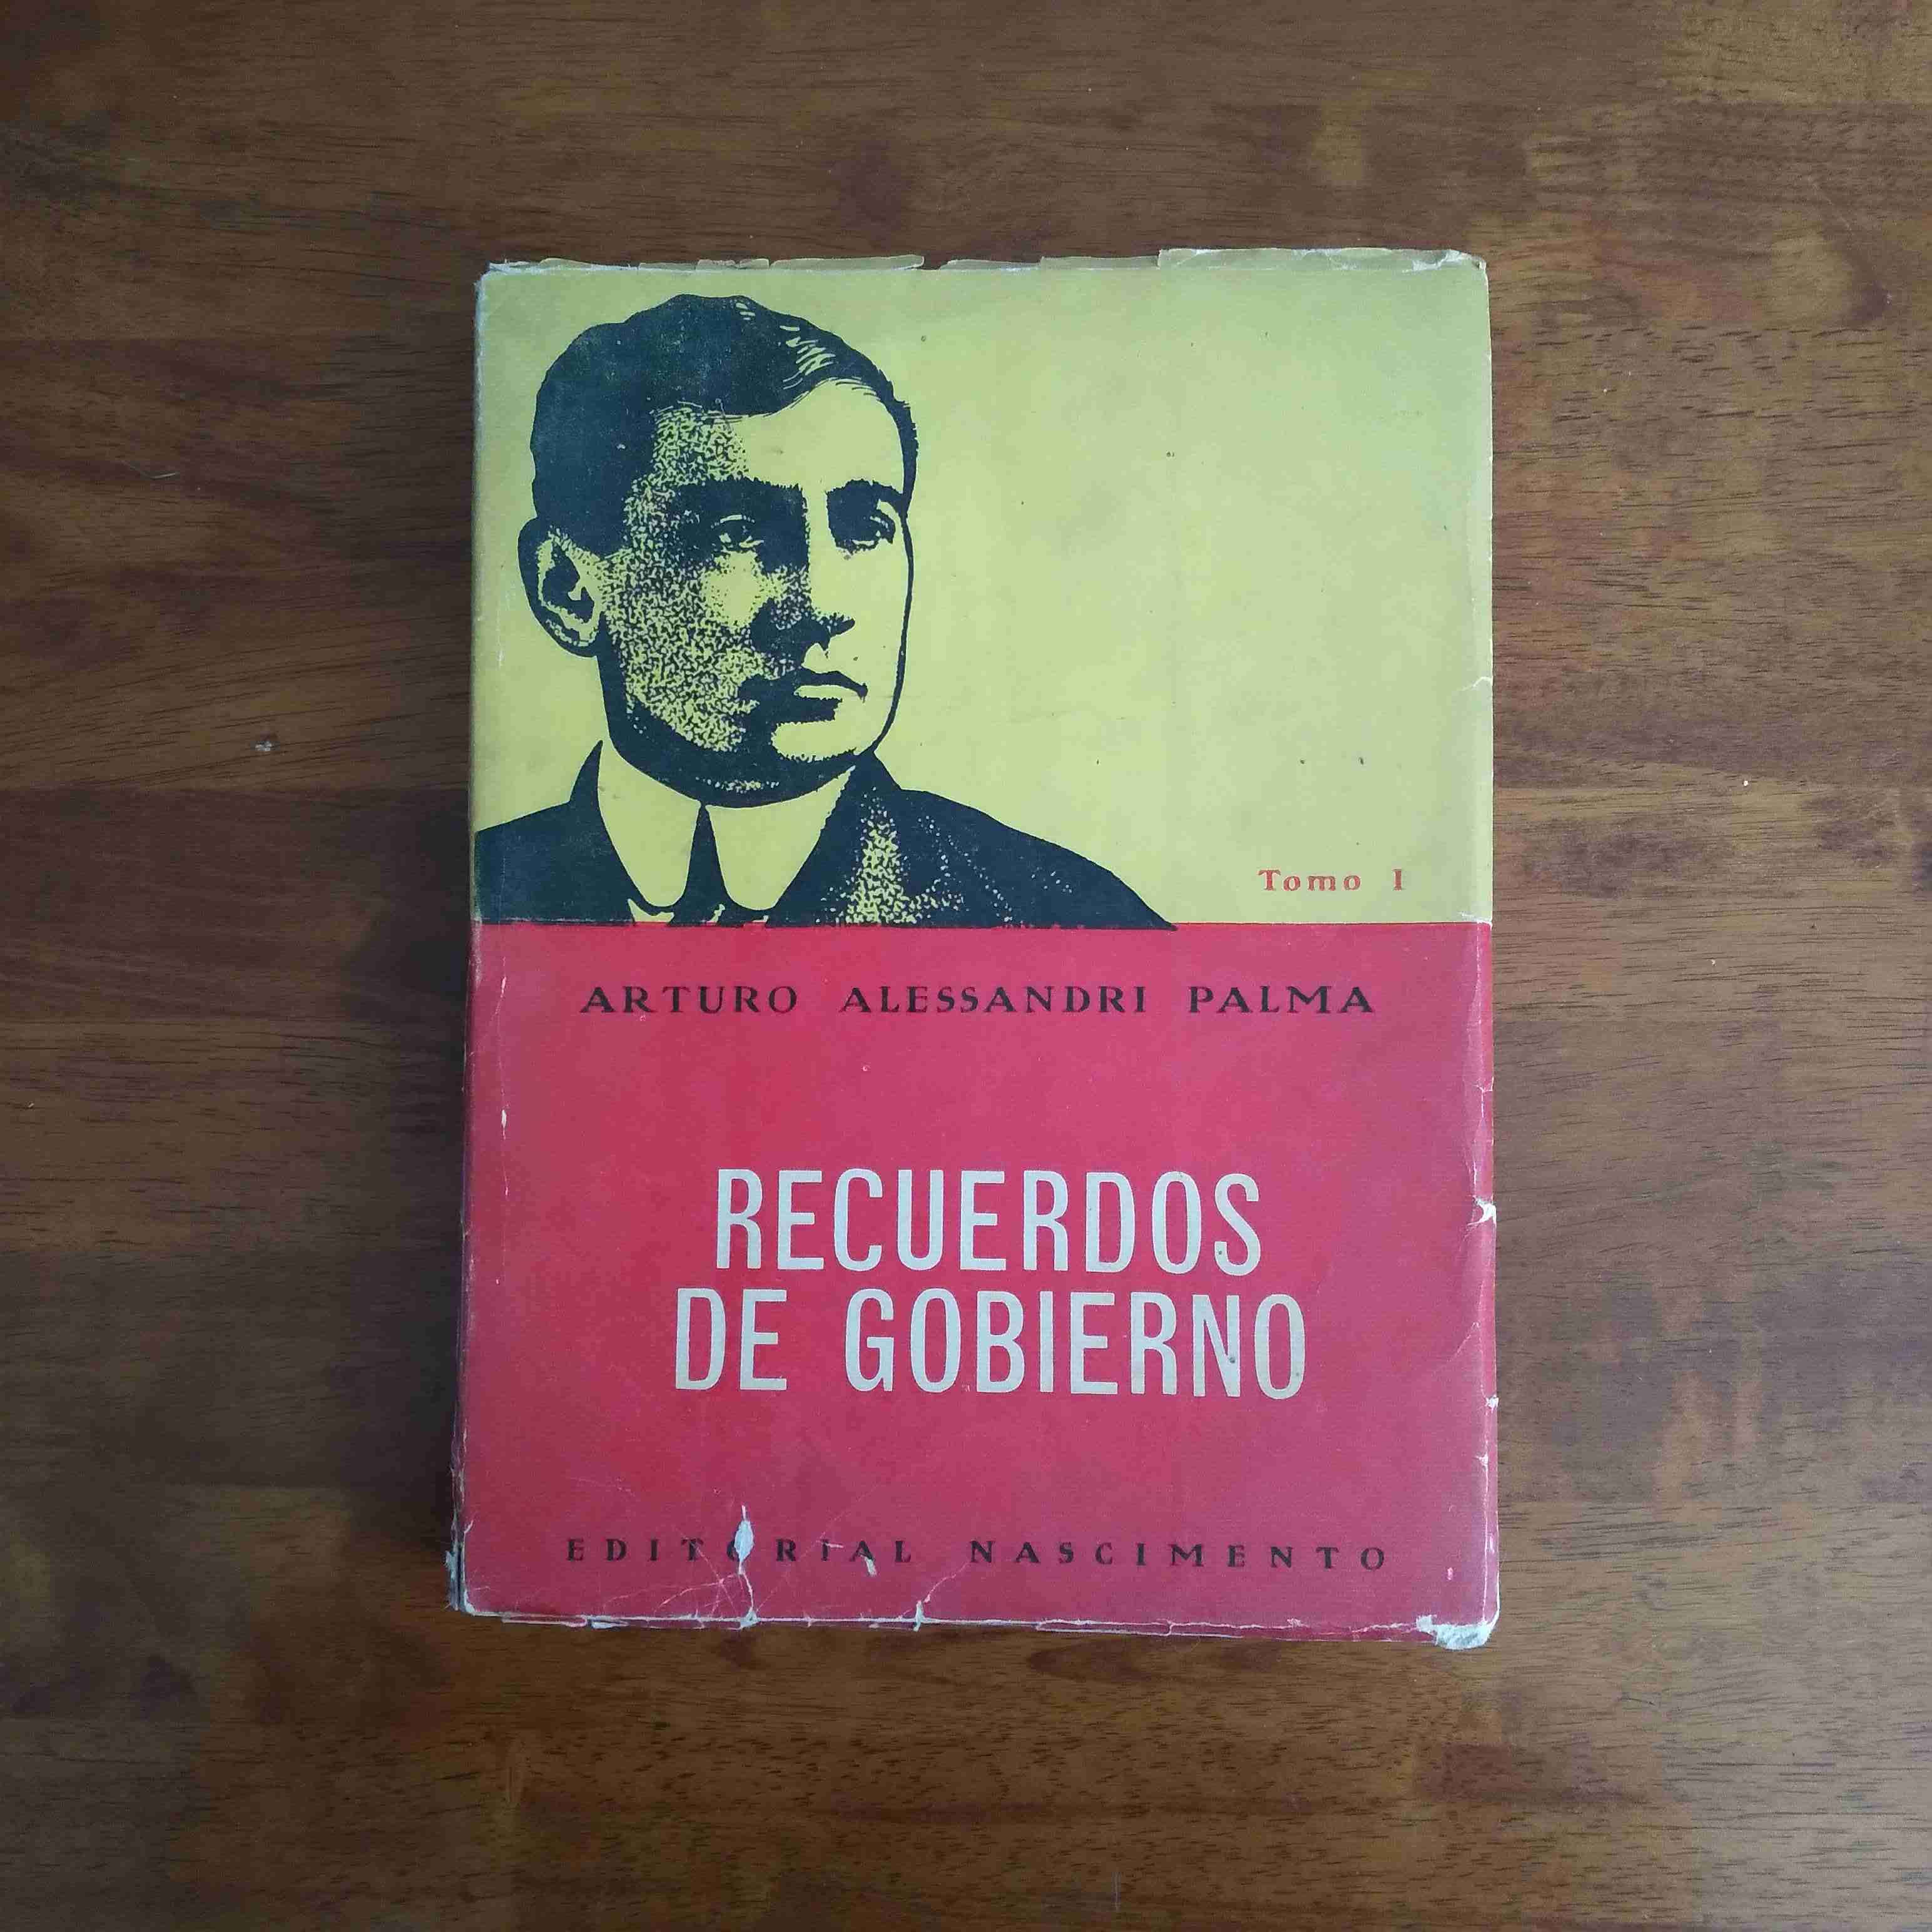 Tomo I
ARTURO ALESSANDRI PALMA
RECUERDOS
DE GOBIERNO
EDITORIAL NASCIMENTO